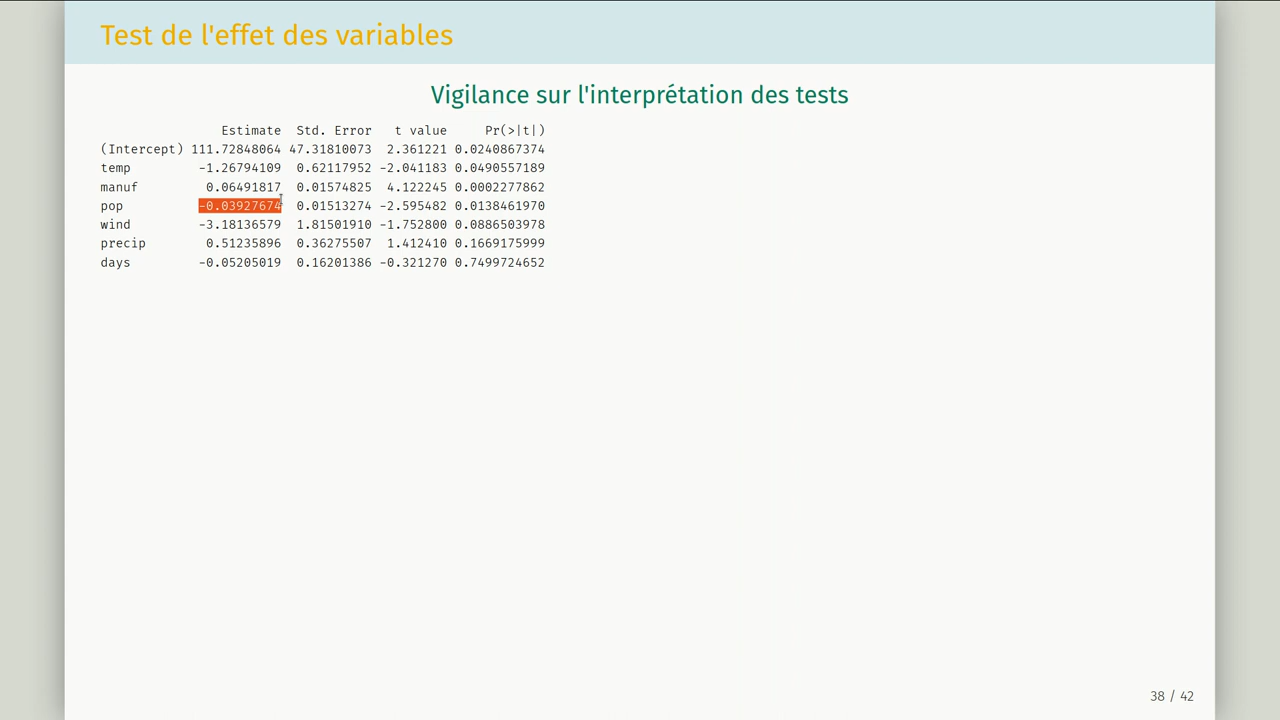 Test de l'effet des variables
Vigilance sur l'interprétation des tests
Estimate Std. Error t value Pr(>|t|)
(Intercept) 111.72848064 47.31810073 2.361221 0.0240867374
temp -1.26794109 0.62117952 -2.041183 0.0490557189
manuf 0.06491817 0.01574825 4.122245 0.0002277862
pop -0.03927674 0.01513274 -2.595482 0.0138461970
wind -3.18136579 1.81501910 -1.752800 0.0886503978
precip 0.51235896 0.36275507 1.412410 0.1669175999
days -0.05205019 0.16201386 -0.321270 0.7499724652
38 / 42